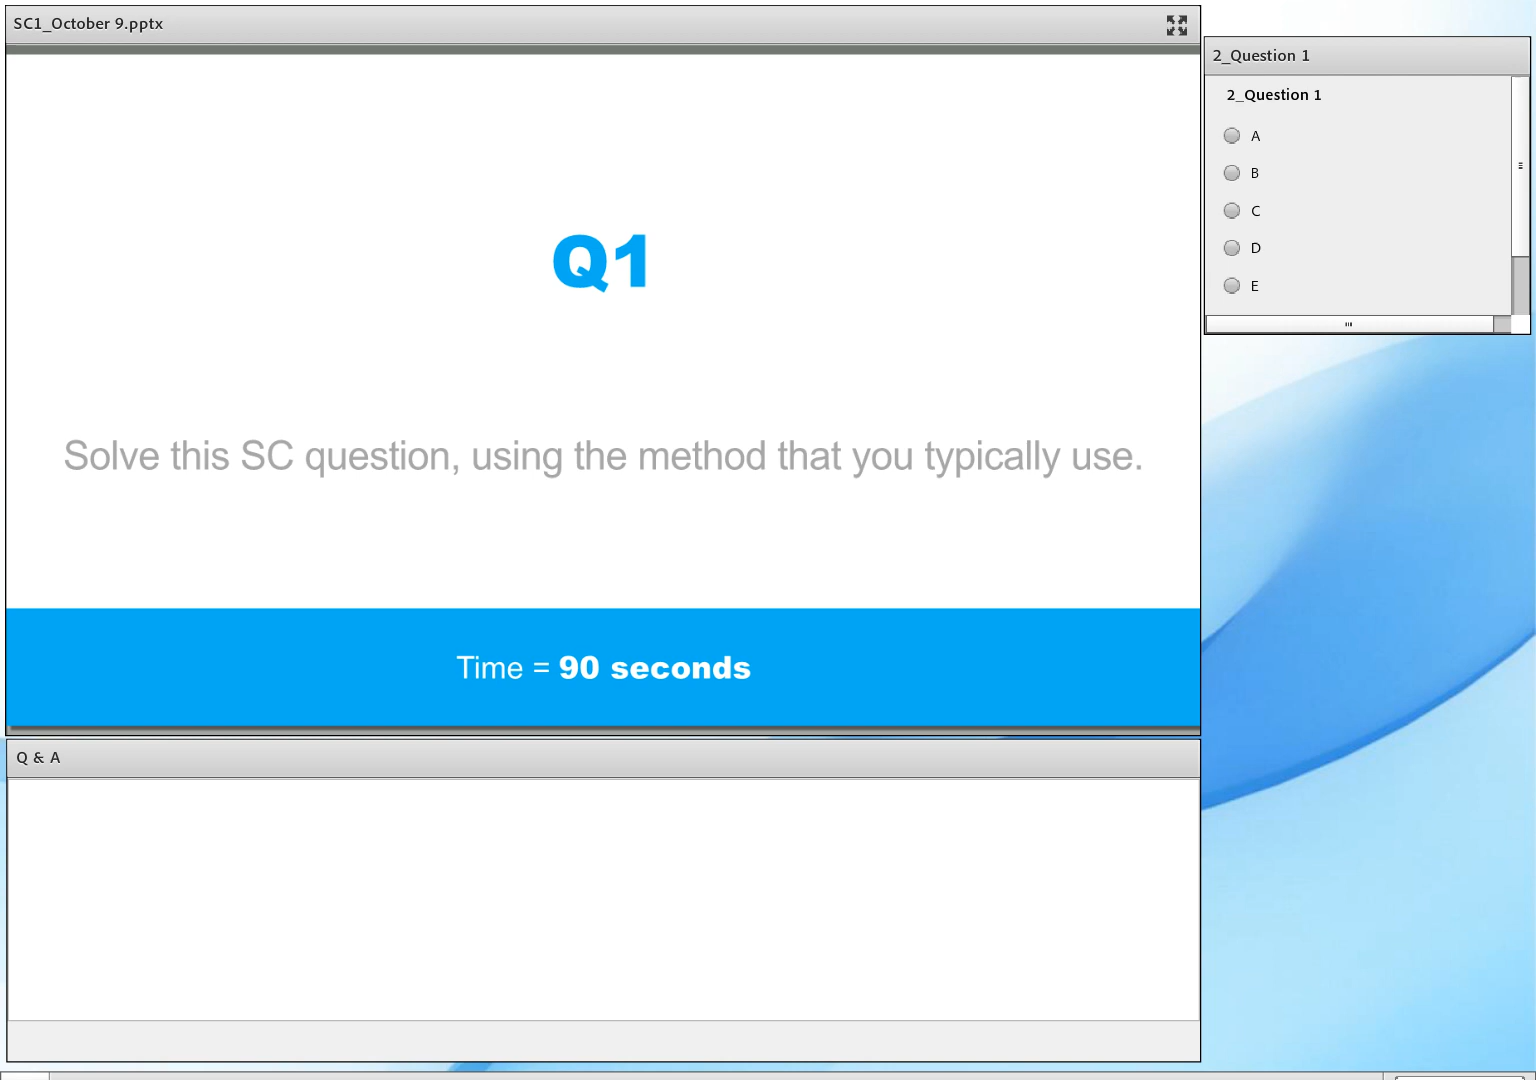 SC1_October 9.pptx
Q1
Solve this SC question, using the method that you typically use.
Time = 90 seconds
Q & A
2_Question 1
2_Question 1
A
B
C
D
E